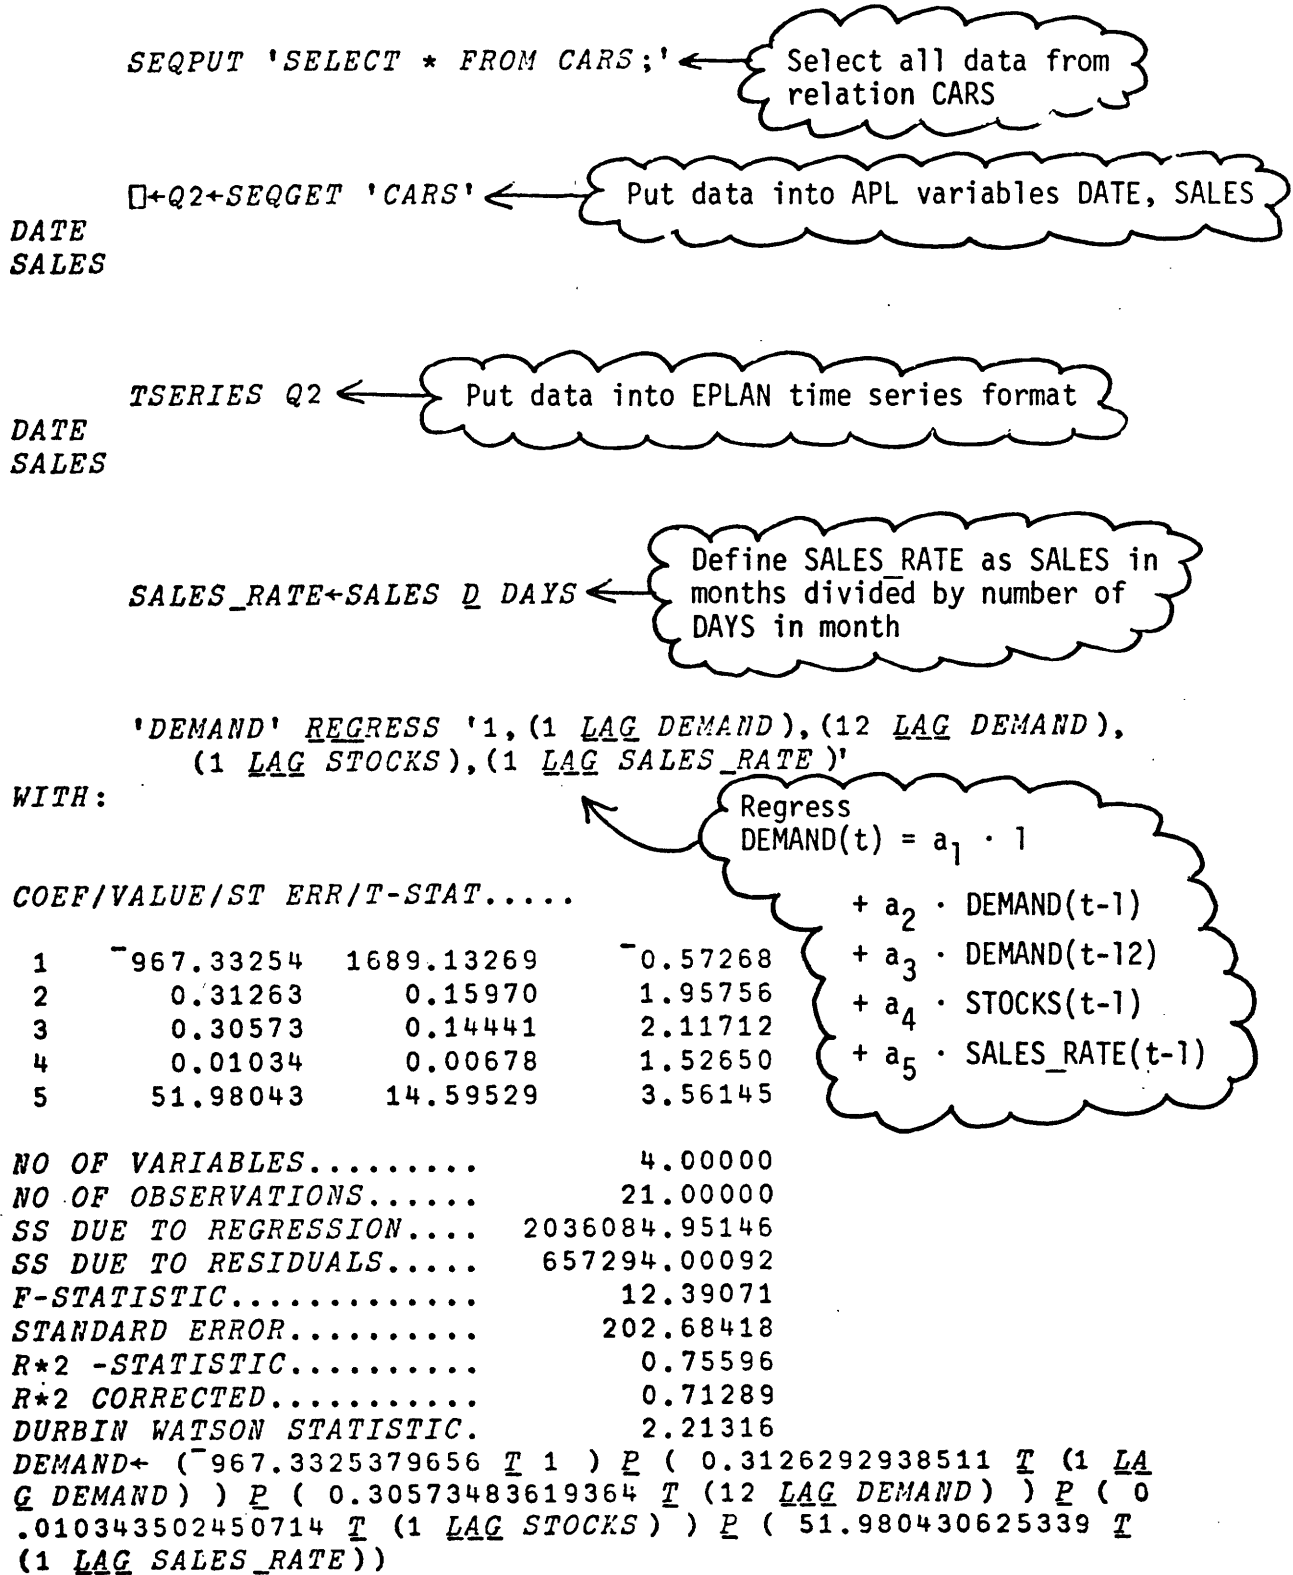 SEQPUT 'SELECT * FROM CARS;'
Select all data from
relation CARS
⎕←Q2←SEQGET 'CARS'
Put data into APL variables DATE, SALES
DATE
SALES
TSERIES Q2
Put data into EPLAN time series format
DATE
SALES
SALES_RATE←SALES D DAYS
Define SALES_RATE as SALES in
months divided by number of
DAYS in month
'DEMAND' REGRESS '1,(1 LAG DEMAND),(12 LAG DEMAND),
(1 LAG STOCKS),(1 LAG SALES_RATE)'
WITH:
Regress
DEMAND(t) = a₁ · 1
+ a₂ · DEMAND(t-1)
+ a₃ · DEMAND(t-12)
+ a₄ · STOCKS(t-1)
+ a₅ · SALES_RATE(t-1)
COEF/VALUE/ST ERR/T-STAT.....
1 ¯967.33254 1689.13269 ¯0.57268
2 0.31263 0.15970 1.95756
3 0.30573 0.14441 2.11712
4 0.01034 0.00678 1.52650
5 51.98043 14.59529 3.56145
NO OF VARIABLES......... 4.00000
NO OF OBSERVATIONS...... 21.00000
SS DUE TO REGRESSION.... 2036084.95146
SS DUE TO RESIDUALS..... 657294.00092
F-STATISTIC............. 12.39071
STANDARD ERROR.......... 202.68418
R*2 -STATISTIC.......... 0.75596
R*2 CORRECTED........... 0.71289
DURBIN WATSON STATISTIC. 2.21316
DEMAND← (¯967.3325379656 T 1 ) P ( 0.3126292938511 T (1 LA
G DEMAND) ) P ( 0.30573483619364 T (12 LAG DEMAND) ) P ( 0
.010343502450714 T (1 LAG STOCKS) ) P ( 51.980430625339 T
(1 LAG SALES_RATE))